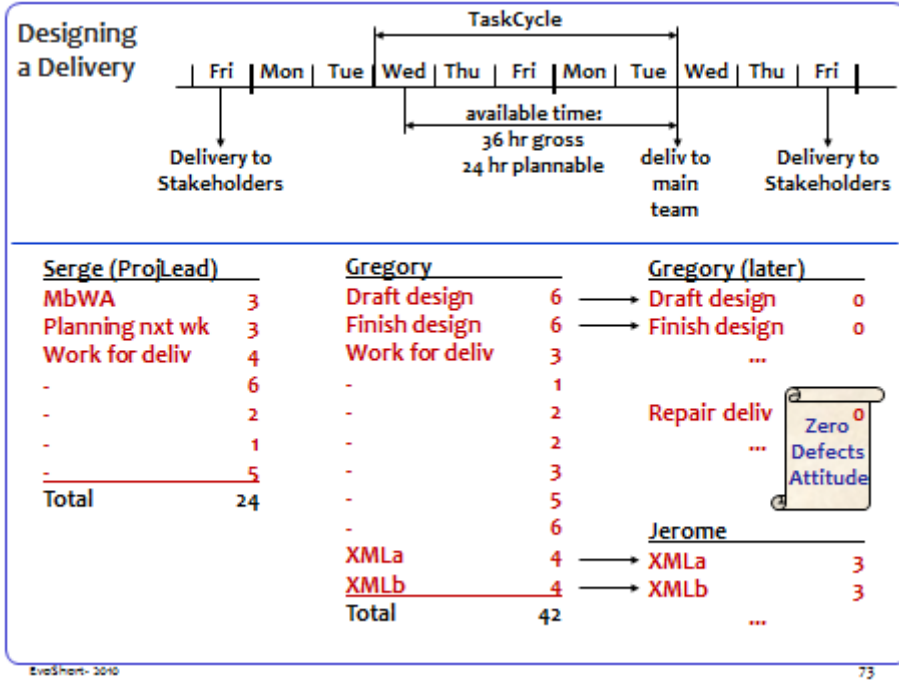 Designing
a Delivery
TaskCycle
Fri | Mon | Tue | Wed | Thu | Fri | Mon | Tue | Wed | Thu | Fri
available time:
36 hr gross
24 hr plannable
Delivery to
Stakeholders
deliv to
main
team
Delivery to
Stakeholders
Serge (ProjLead)
MbWA 3
Planning nxt wk 3
Work for deliv 4
- 6
- 2
- 1
- 5
Total 24
Gregory
Draft design 6
Finish design 6
Work for deliv 3
- 1
- 2
- 2
- 3
- 5
- 6
XMLa 4
XMLb 4
Total 42
Gregory (later)
Draft design 0
Finish design 0
...
Repair deliv 0
...
Zero
Defects
Attitude
Jerome
XMLa 3
XMLb 3
...
EvoShort- 2010
73